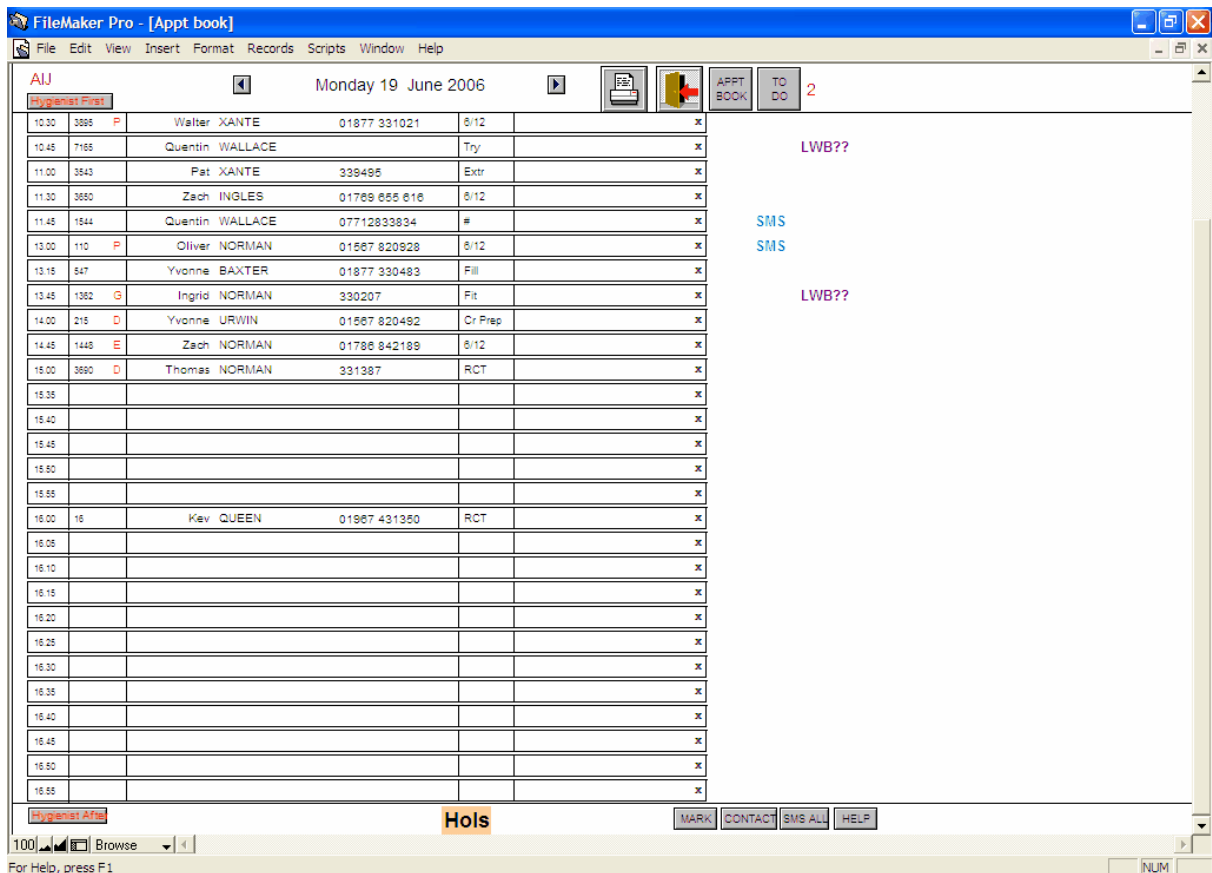 FileMaker Pro - [Appt book]
File Edit View Insert Format Records Scripts Window Help
AIJ Monday 19 June 2006 APPT BOOK TO DO 2
Hygienist First
10.30 3895 P Walter XANTE 01877 331021 6/12 x
10.45 7165 Quentin WALLACE Try x LWB??
11.00 3543 Pat XANTE 339495 Extr x
11.30 3650 Zach INGLES 01769 655 616 6/12 x
11.45 1544 Quentin WALLACE 07712833834 # x SMS
13.00 110 P Oliver NORMAN 01567 820928 6/12 x SMS
13.15 547 Yvonne BAXTER 01877 330483 Fill x
13.45 1362 G Ingrid NORMAN 330207 Fit x LWB??
14.00 215 D Yvonne URWIN 01567 820492 Cr Prep x
14.45 1448 E Zach NORMAN 01786 842189 6/12 x
15.00 3690 D Thomas NORMAN 331387 RCT x
15.35 x
15.40 x
15.45 x
15.50 x
15.55 x
16.00 16 Kev QUEEN 01967 431350 RCT x
16.05 x
16.10 x
16.15 x
16.20 x
16.25 x
16.30 x
16.35 x
16.40 x
16.45 x
16.50 x
16.55 x
Hygienist After Hols MARK CONTACT SMS ALL HELP
100 Browse
For Help, press F1 NUM